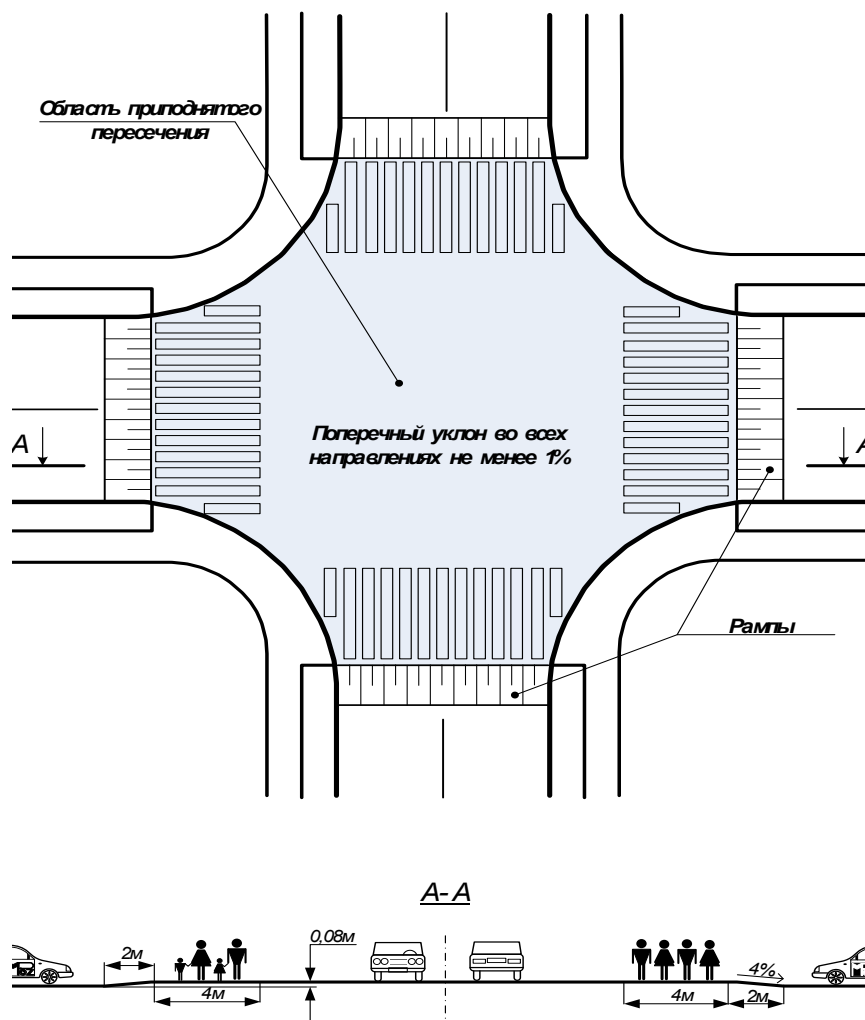 Область приподнятого
пересечения
А
А
Поперечный уклон во всех
направлениях не менее 1%
Рампы
А-А
2м
0,08м
4%
4м
4м
2м